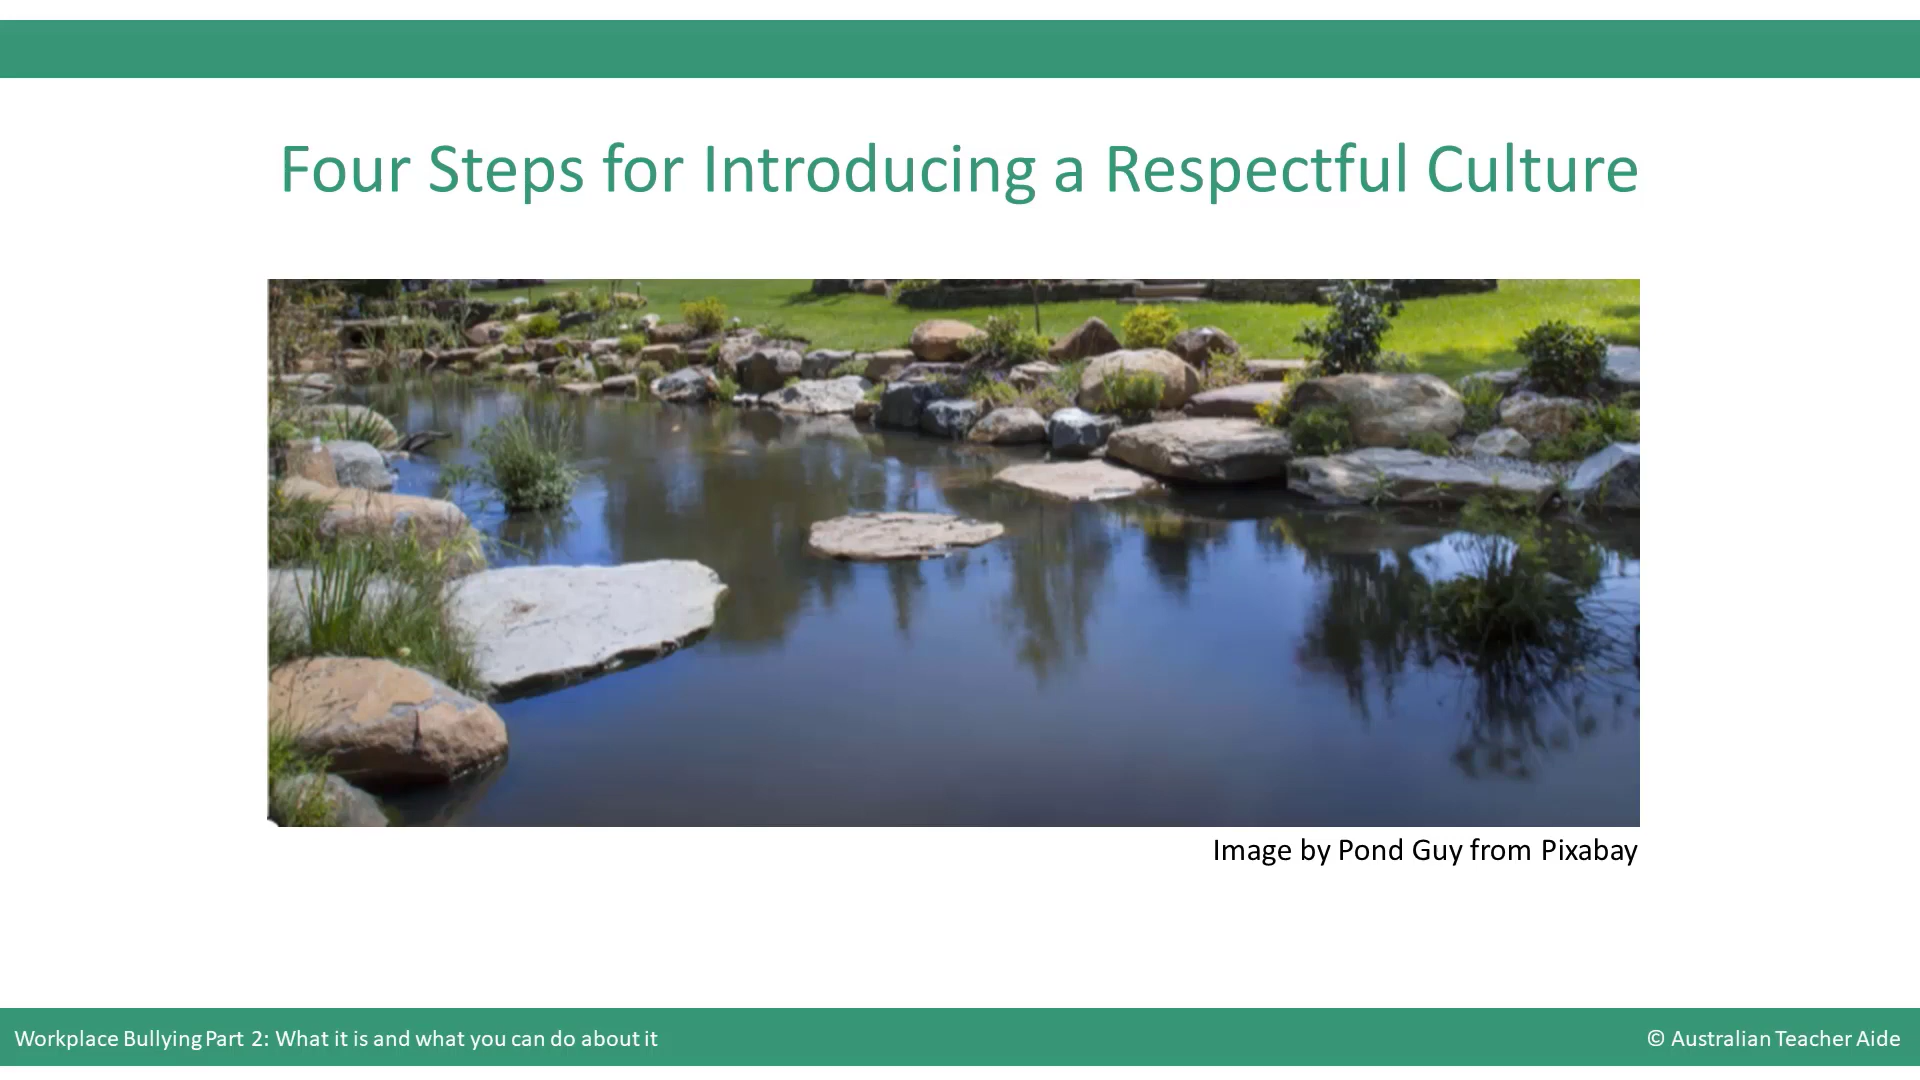 Four Steps for Introducing a Respectful Culture
Image by Pond Guy from Pixabay
Workplace Bullying Part 2: What it is and what you can do about it
© Australian Teacher Aide